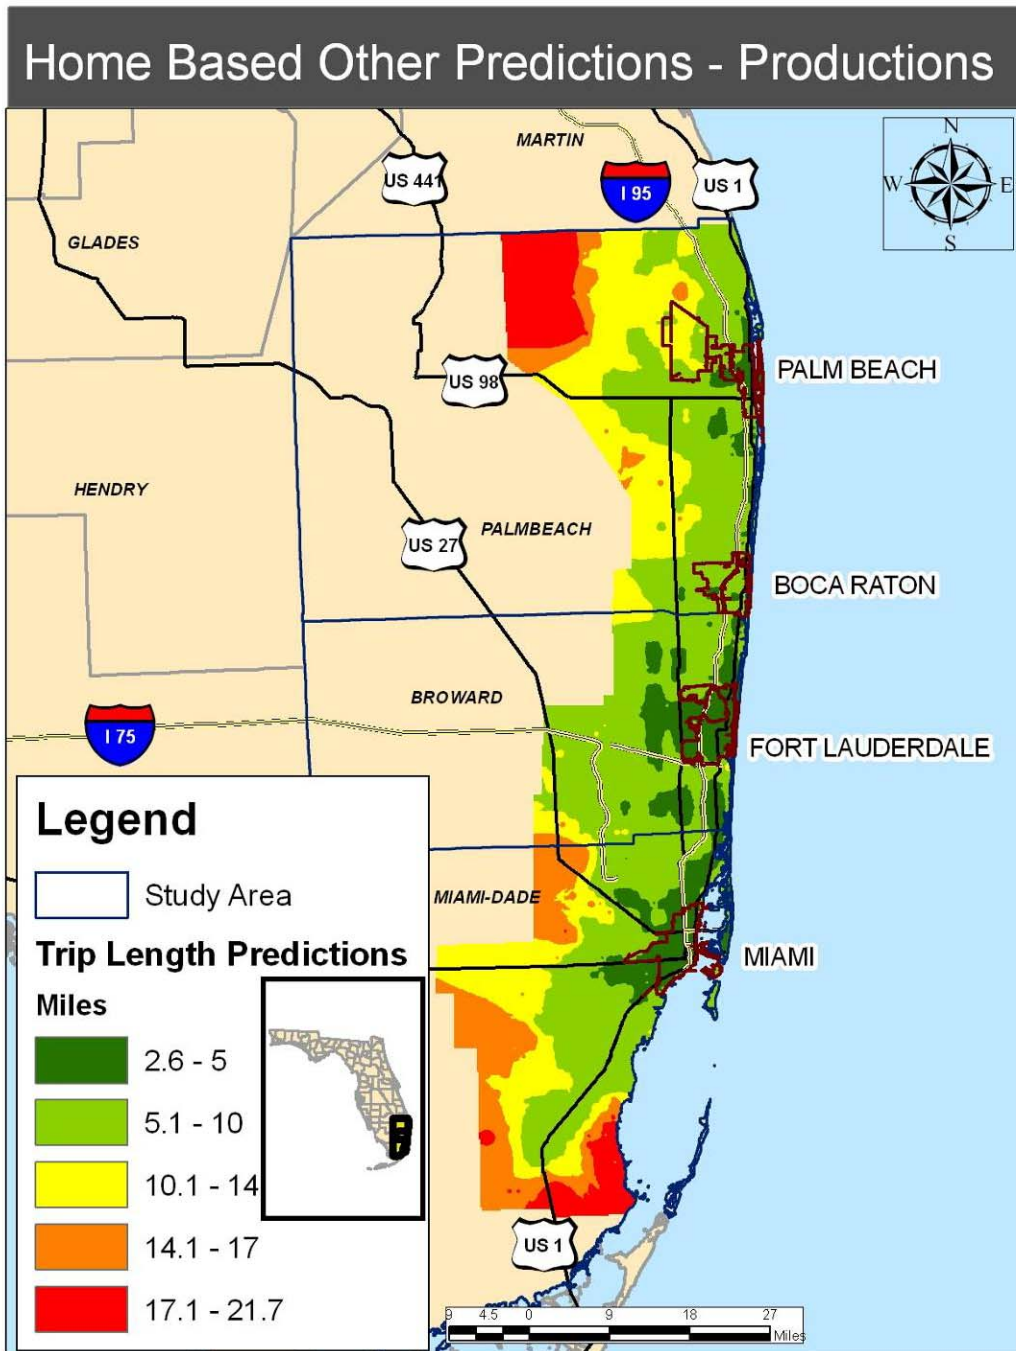 Home Based Other Predictions - Productions
MARTIN
N
W
E
S
US 441
I 95
US 1
GLADES
PALM BEACH
US 98
HENDRY
PALMBEACH
US 27
BOCA RATON
BROWARD
I 75
FORT LAUDERDALE
Legend
Study Area
MIAMI-DADE
Trip Length Predictions
MIAMI
Miles
2.6 - 5
5.1 - 10
10.1 - 14
14.1 - 17
US 1
17.1 - 21.7
9 4.5 0 9 18 27
Miles